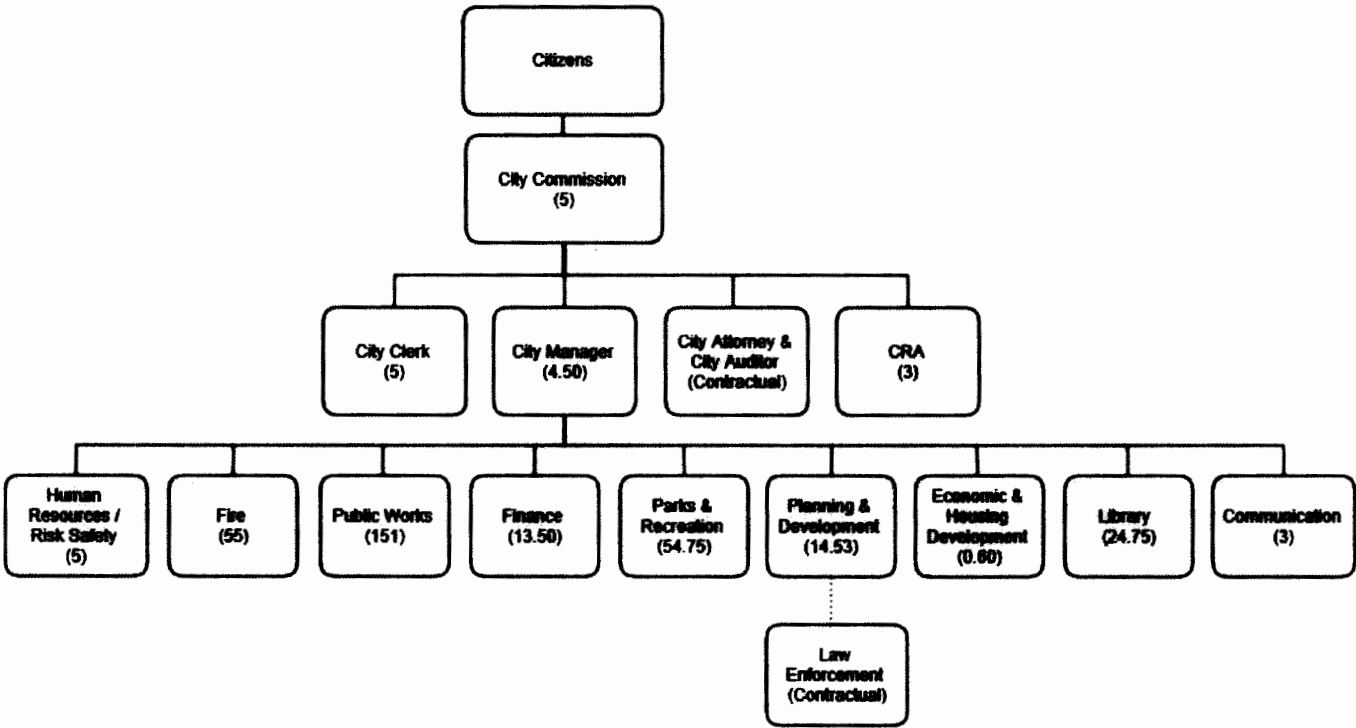 Citizens
City Commission
(5)
City Clerk
(5)
City Manager
(4.50)
City Attorney &
City Auditor
(Contractual)
CRA
(3)
Human
Resources /
Risk Safety
(5)
Fire
(55)
Public Works
(151)
Finance
(13.50)
Parks &
Recreation
(54.75)
Planning &
Development
(14.53)
Economic &
Housing
Development
(0.60)
Library
(24.75)
Communication
(3)
Law
Enforcement
(Contractual)